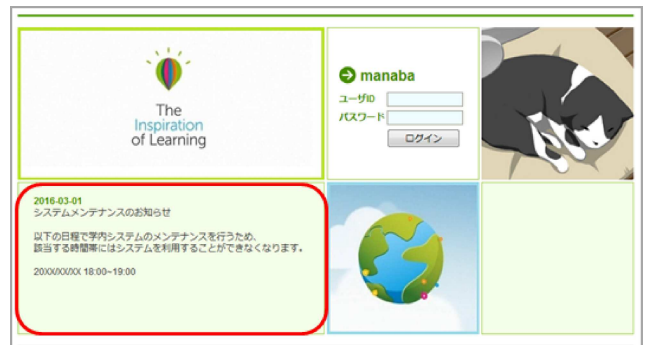 The
Inspiration
of Learning
manaba
ユーザID
パスワード
ログイン
2016-03-01
システムメンテナンスのお知らせ
以下の日程で学内システムのメンテナンスを行うため、
該当する時間帯にはシステムを利用することができなくなります。
20XX/XX/XX 18:00~19:00